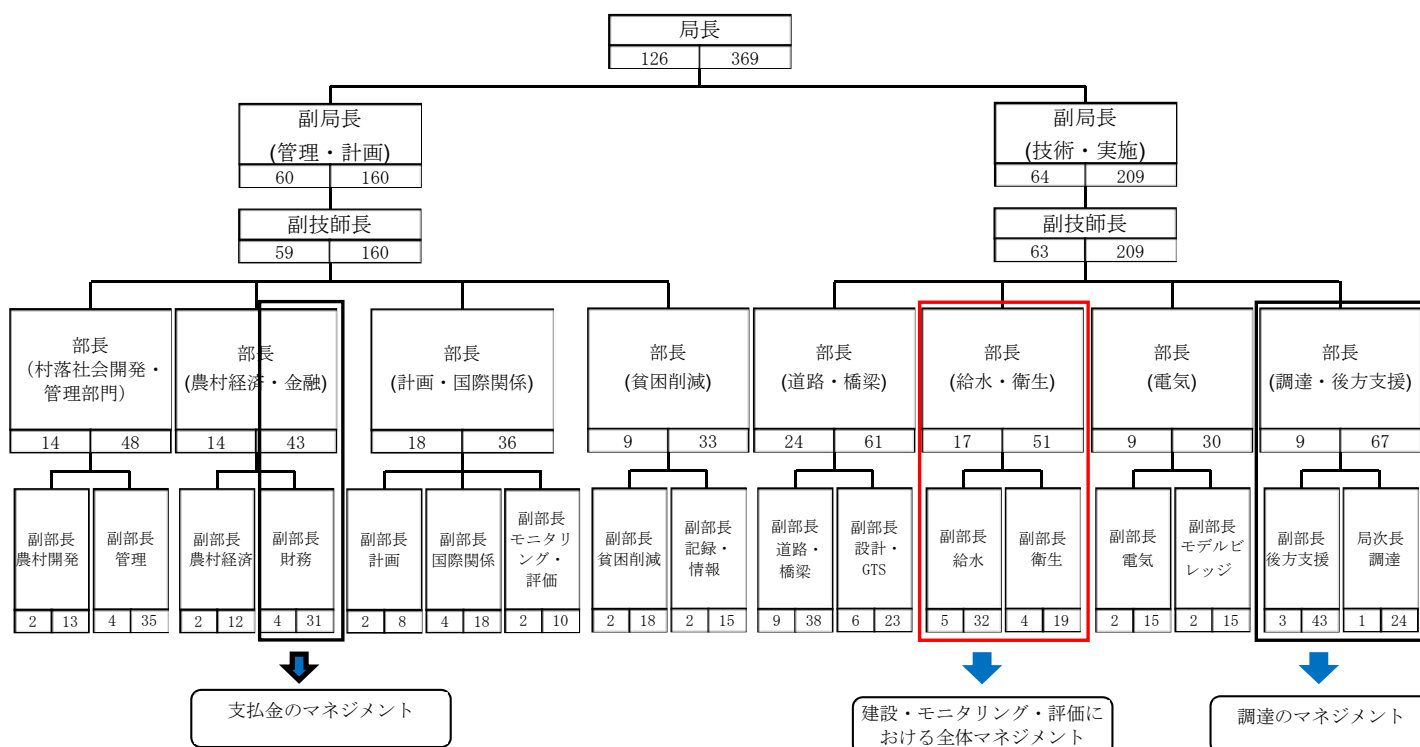 局長
126 369
副局長
(管理・計画)
60 160
副局長
(技術・実施)
64 209
副技師長
59 160
副技師長
63 209
部長
(村落社会開発・
管理部門)
14 48
部長
(農村経済・金融)
14 43
部長
(計画・国際関係)
18 36
部長
(貧困削減)
9 33
部長
(道路・橋梁)
24 61
部長
(給水・衛生)
17 51
部長
(電気)
9 30
部長
(調達・後方支援)
9 67
副部長
農村開発
2 13
副部長
管理
4 35
副部長
農村経済
2 12
副部長
財務
4 31
副部長
計画
2 8
副部長
国際関係
4 18
副部長
モニタリ
ング・
評価
2 10
副部長
貧困削減
2 18
副部長
記録・
情報
2 15
副部長
道路・
橋梁
9 38
副部長
設計・
GTS
6 23
副部長
給水
5 32
副部長
衛生
4 19
副部長
電気
2 15
副部長
モデルビ
レッジ
2 15
副部長
後方支援
3 43
局次長
調達
1 24
支払金のマネジメント
建設・モニタリング・評価に
おける全体マネジメント
調達のマネジメント